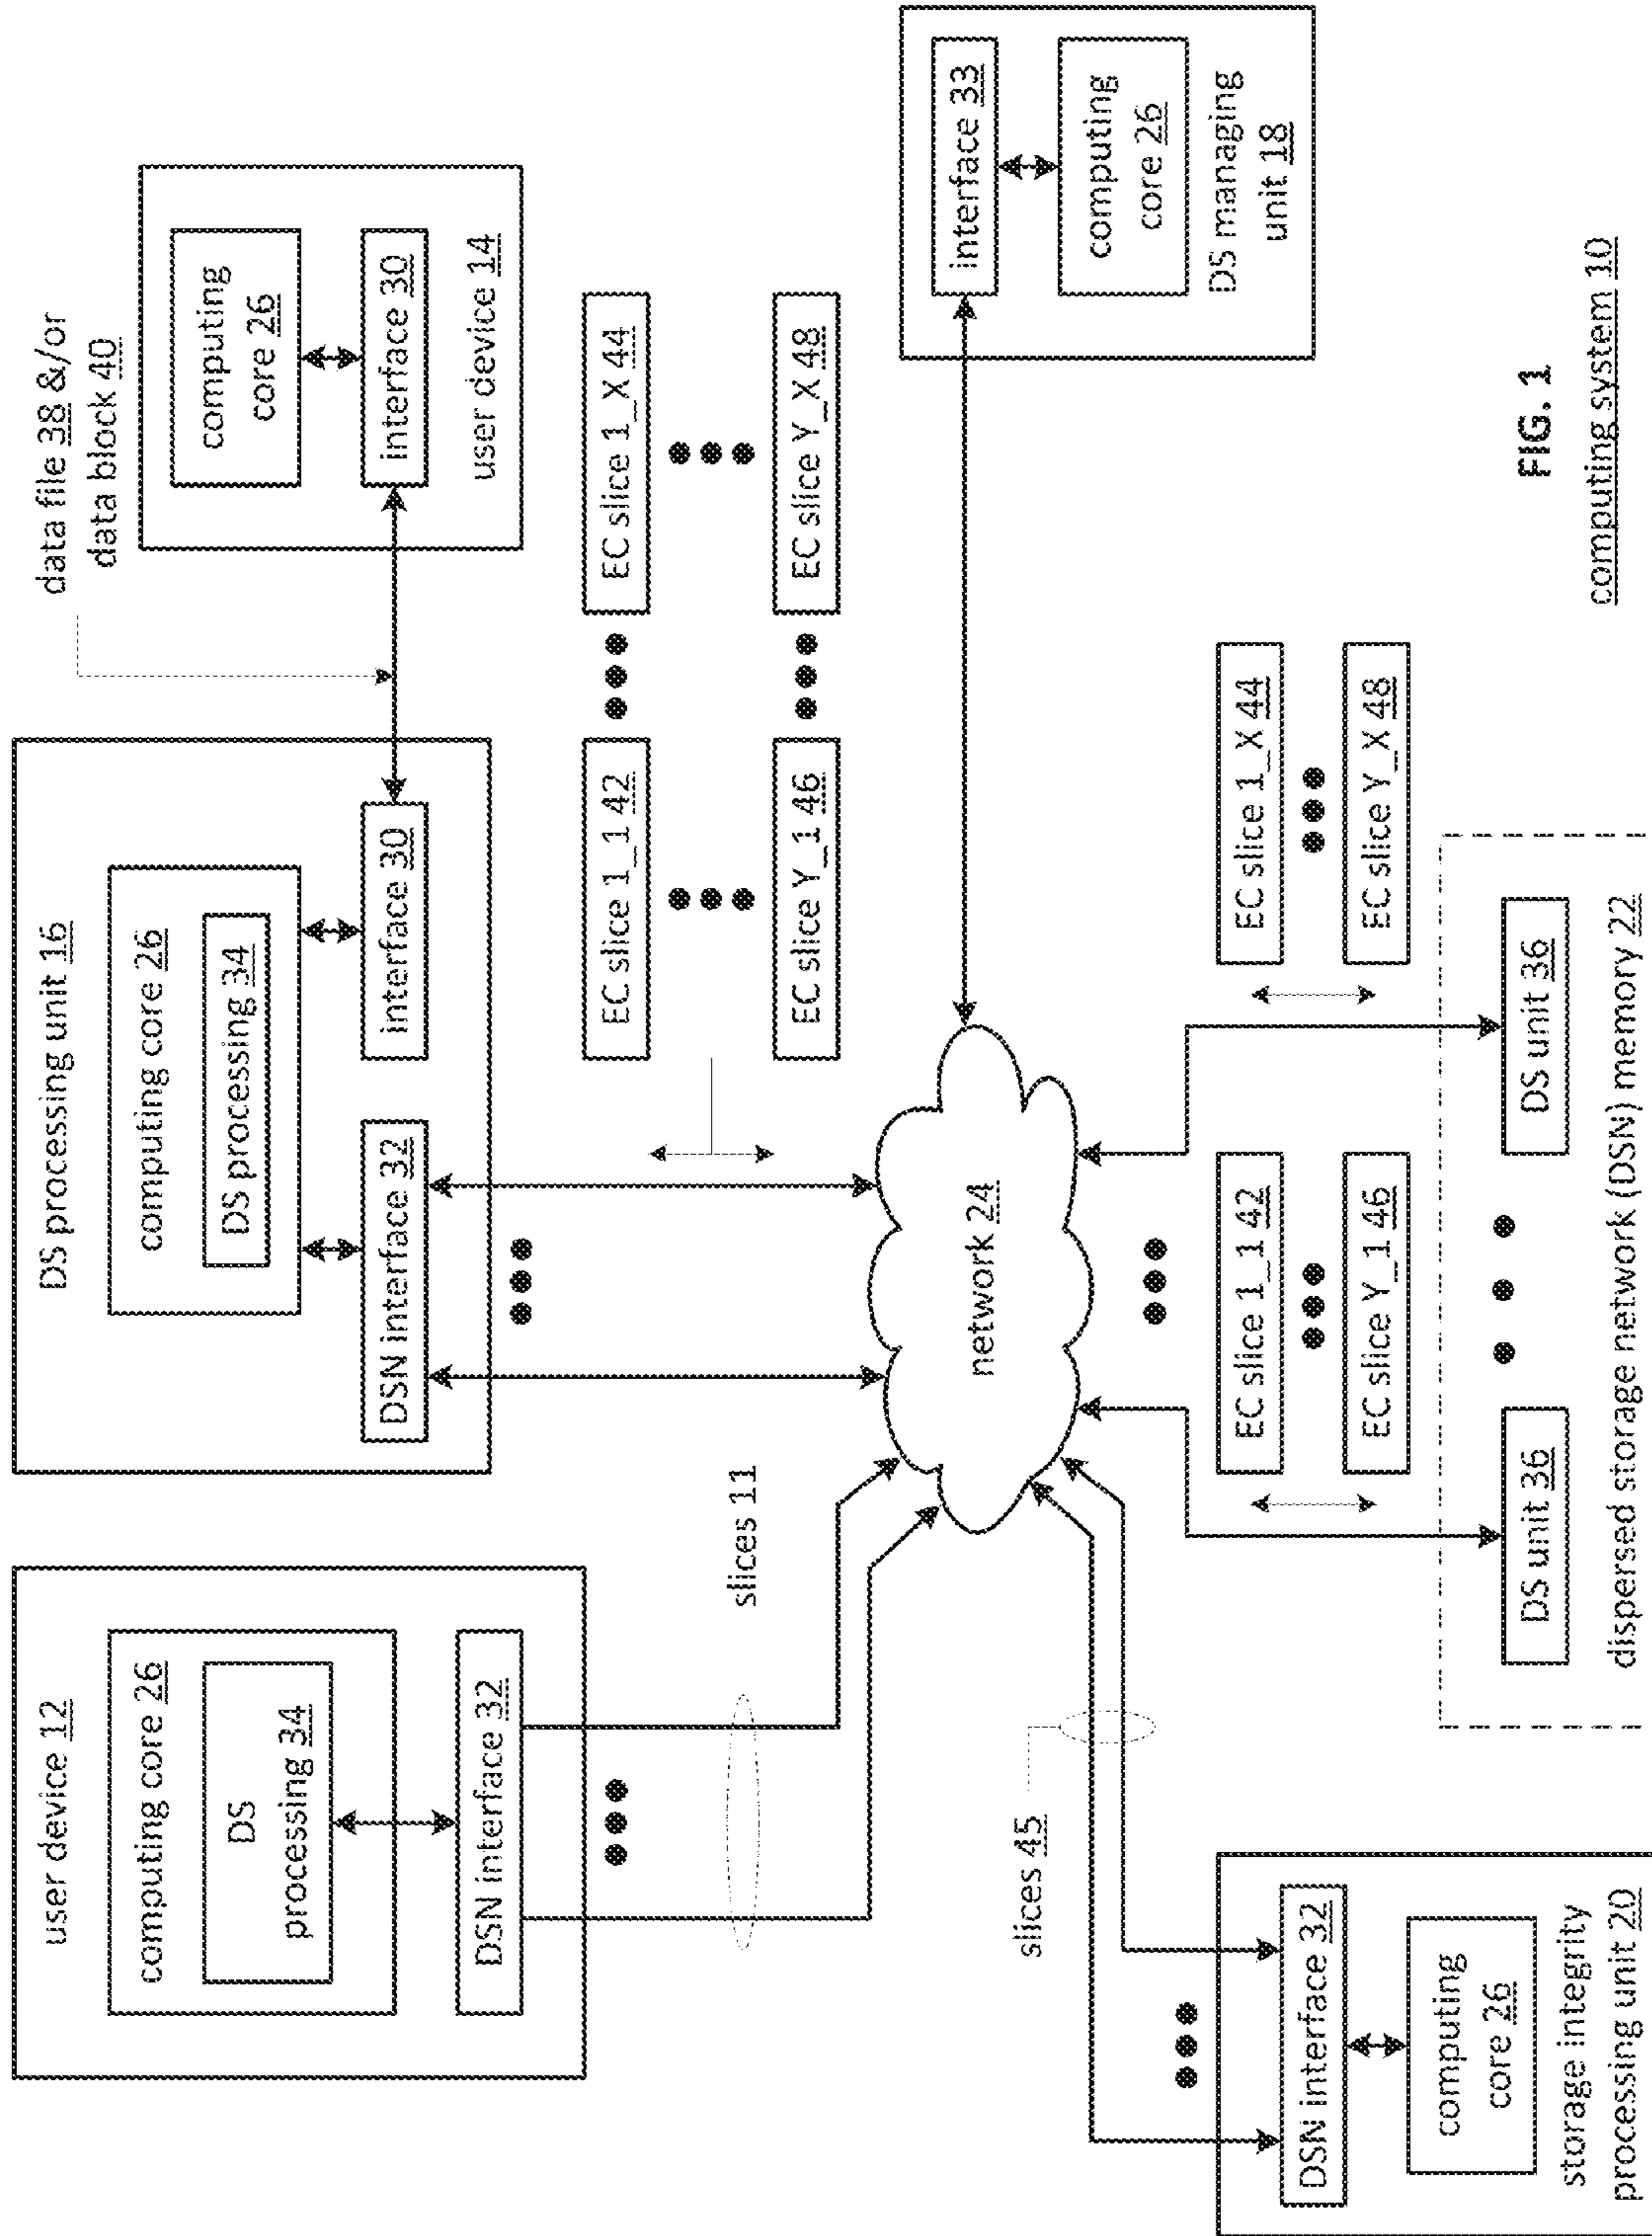 user device 12
computing core 26
DS
processing 34
DSN interface 32
DS processing unit 16
computing core 26
DS processing 34
DSN interface 32
interface 30
data file 38 &/or
data block 40
computing
core 26
interface 30
user device 14
slices 11
EC slice 1_1 42
EC slice 1_X 44
EC slice Y_1 46
EC slice Y_X 48
network 24
interface 33
computing
core 26
DS managing
unit 18
slices 45
DSN interface 32
computing
core 26
storage integrity
processing unit 20
EC slice 1_1 42
EC slice Y_1 46
EC slice 1_X 44
EC slice Y_X 48
DS unit 36
DS unit 36
dispersed storage network (DSN) memory 22
FIG. 1
computing system 10